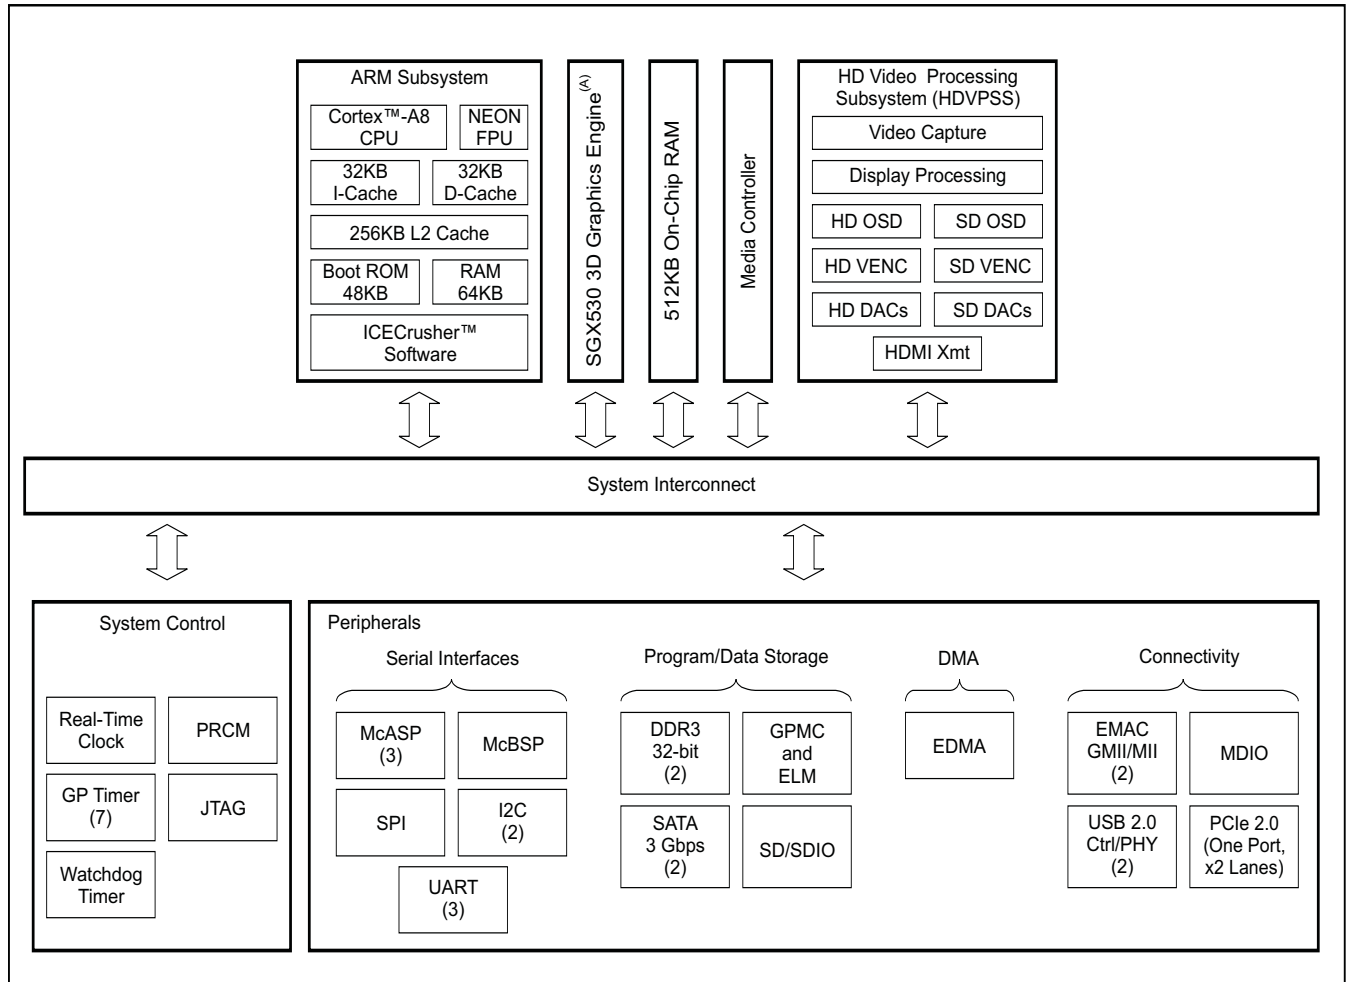 ARM Subsystem
Cortex™-A8
CPU
NEON
FPU
32KB
I-Cache
32KB
D-Cache
256KB L2 Cache
Boot ROM
48KB
RAM
64KB
ICECrusher™
Software
SGX530 3D Graphics Engine(A)
512KB On-Chip RAM
Media Controller
HD Video Processing
Subsystem (HDVPSS)
Video Capture
Display Processing
HD OSD
SD OSD
HD VENC
SD VENC
HD DACs
SD DACs
HDMI Xmt
System Interconnect
System Control
Real-Time
Clock
PRCM
GP Timer
(7)
JTAG
Watchdog
Timer
Peripherals
Serial Interfaces
McASP
(3)
McBSP
SPI
I2C
(2)
UART
(3)
Program/Data Storage
DDR3
32-bit
(2)
GPMC
and
ELM
SATA
3 Gbps
(2)
SD/SDIO
DMA
EDMA
Connectivity
EMAC
GMII/MII
(2)
MDIO
USB 2.0
Ctrl/PHY
(2)
PCIe 2.0
(One Port,
x2 Lanes)